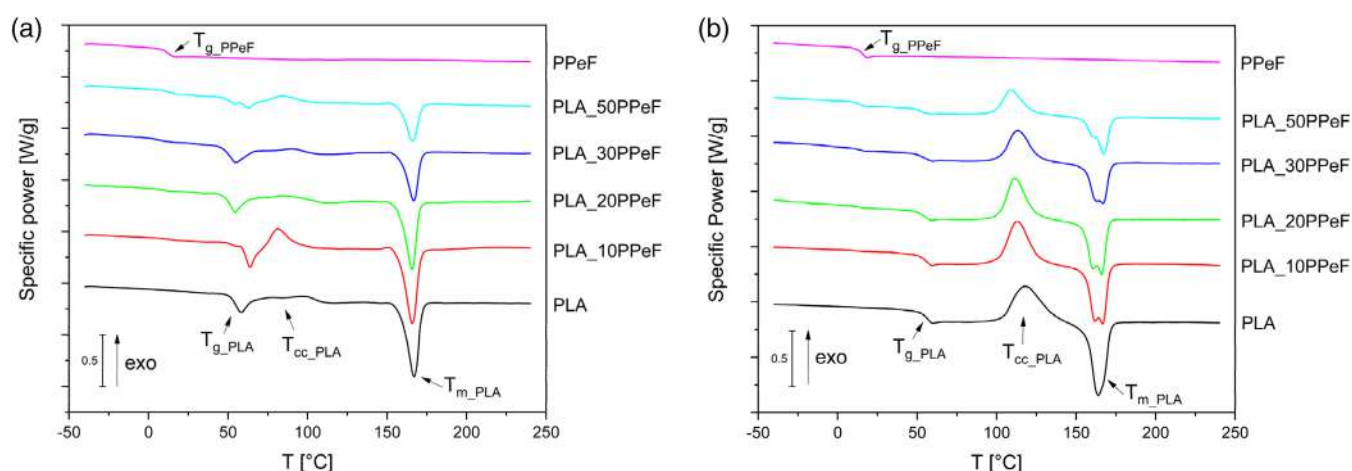 (a)
Specific power [W/g]
T_g_PPeF
PPeF
PLA_50PPeF
PLA_30PPeF
PLA_20PPeF
PLA_10PPeF
PLA
T_g_PLA
T_cc_PLA
T_m_PLA
0.5
exo
-50 0 50 100 150 200 250
T [°C]
(b)
Specific Power [W/g]
T_g_PPeF
PPeF
PLA_50PPeF
PLA_30PPeF
PLA_20PPeF
PLA_10PPeF
PLA
T_g_PLA
T_cc_PLA
T_m_PLA
0.5
exo
-50 0 50 100 150 200 250
T [°C]